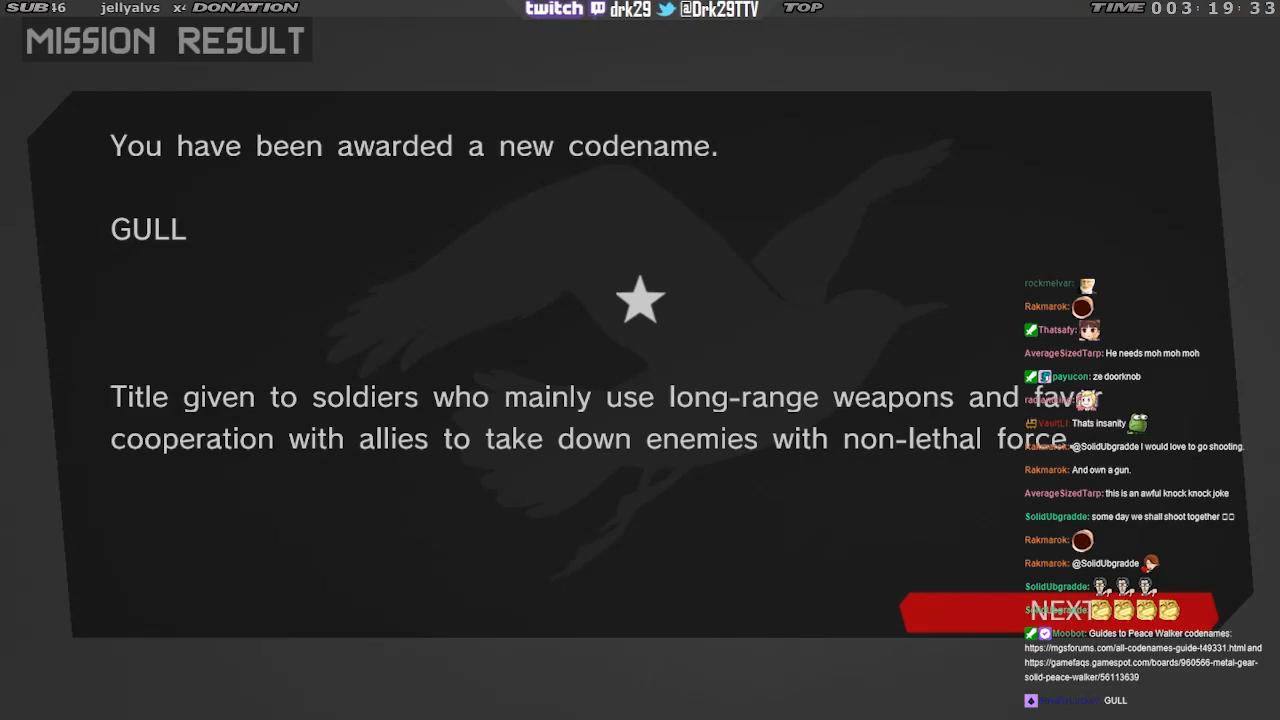 SUB 46 jellyalvs x4 DONATION twitch drk29 @Drk29TTV TOP TIME 003:19:33
MISSION RESULT
You have been awarded a new codename.
GULL
Title given to soldiers who mainly use long-range weapons and favor
cooperation with allies to take down enemies with non-lethal force.
rockmelvar:
Rakmarok:
Thatsafy:
AverageSizedTarp: He needs moh moh moh
payucon: ze doorknob
VaultLI: Thats insanity
Rakmarok: @SolidUbgradde I would love to go shooting.
Rakmarok: And own a gun.
AverageSizedTarp: this is an awful knock knock joke
SolidUbgradde: some day we shall shoot together
Rakmarok:
Rakmarok: @SolidUbgradde
SolidUbgradde:
SolidUbgradde:
NEXT
Moobot: Guides to Peace Walker codenames:
https://mgsforums.com/all-codenames-guide-t49331.html and
https://gamefaqs.gamespot.com/boards/960566-metal-gear-
solid-peace-walker/56113639
GULL